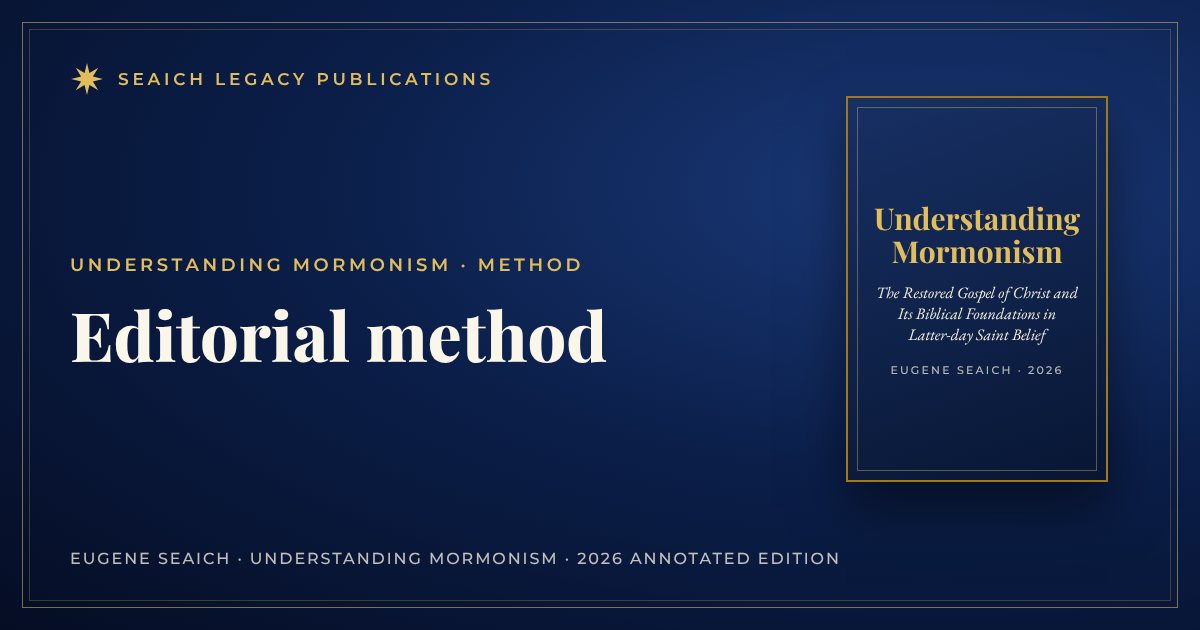 SEAICH LEGACY PUBLICATIONS
UNDERSTANDING MORMONISM · METHOD
Editorial method
Understanding
Mormonism
The Restored Gospel of Christ and
Its Biblical Foundations in
Latter-day Saint Belief
EUGENE SEAICH · 2026
EUGENE SEAICH · UNDERSTANDING MORMONISM · 2026 ANNOTATED EDITION